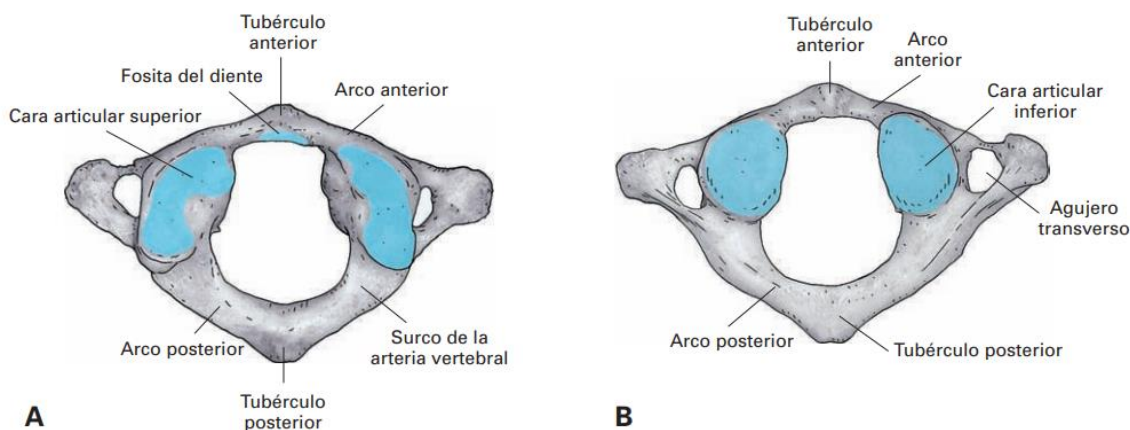 Tubérculo
anterior
Fosita del diente
Arco anterior
Cara articular superior
Arco posterior
Surco de la
arteria vertebral
Tubérculo
posterior
A
Tubérculo
anterior
Arco
anterior
Cara articular
inferior
Agujero
transverso
Arco posterior
Tubérculo posterior
B